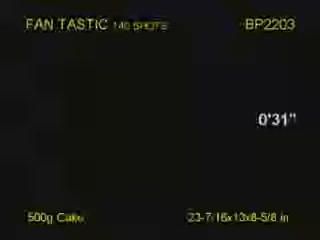 FAN TASTIC 140 SHOTS BP2203
0'31"
500g Cake 23-7/16x13x8-5/8 in